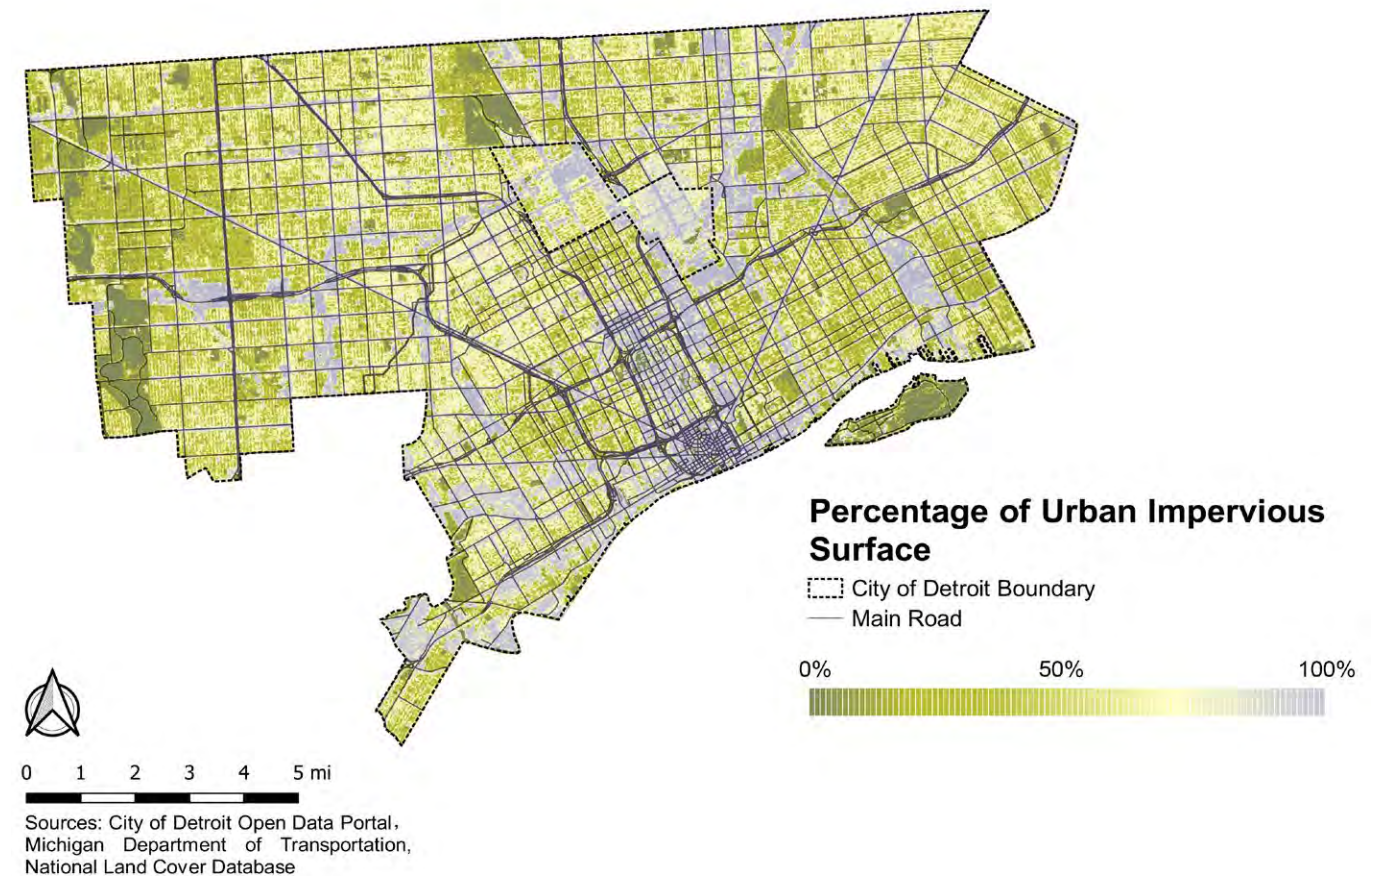 Percentage of Urban Impervious
Surface
City of Detroit Boundary
Main Road
0% 50% 100%
0 1 2 3 4 5 mi
Sources: City of Detroit Open Data Portal，
Michigan Department of Transportation,
National Land Cover Database